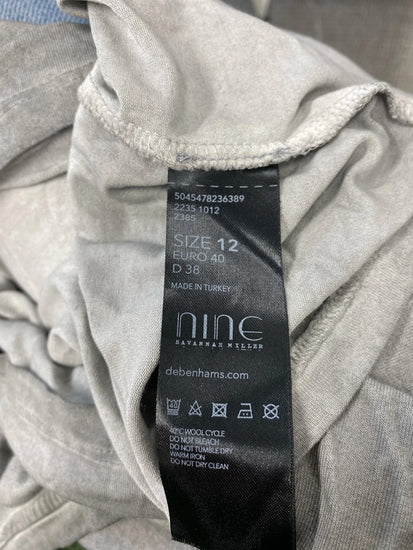 5045478236389
2235 1012
2385
SIZE 12
EURO 40
D 38
MADE IN TURKEY
nine
SAVANNAH MILLER
debenhams.com
40
40°C WOOL CYCLE
DO NOT BLEACH
DO NOT TUMBLE DRY
WARM IRON
DO NOT DRY CLEAN